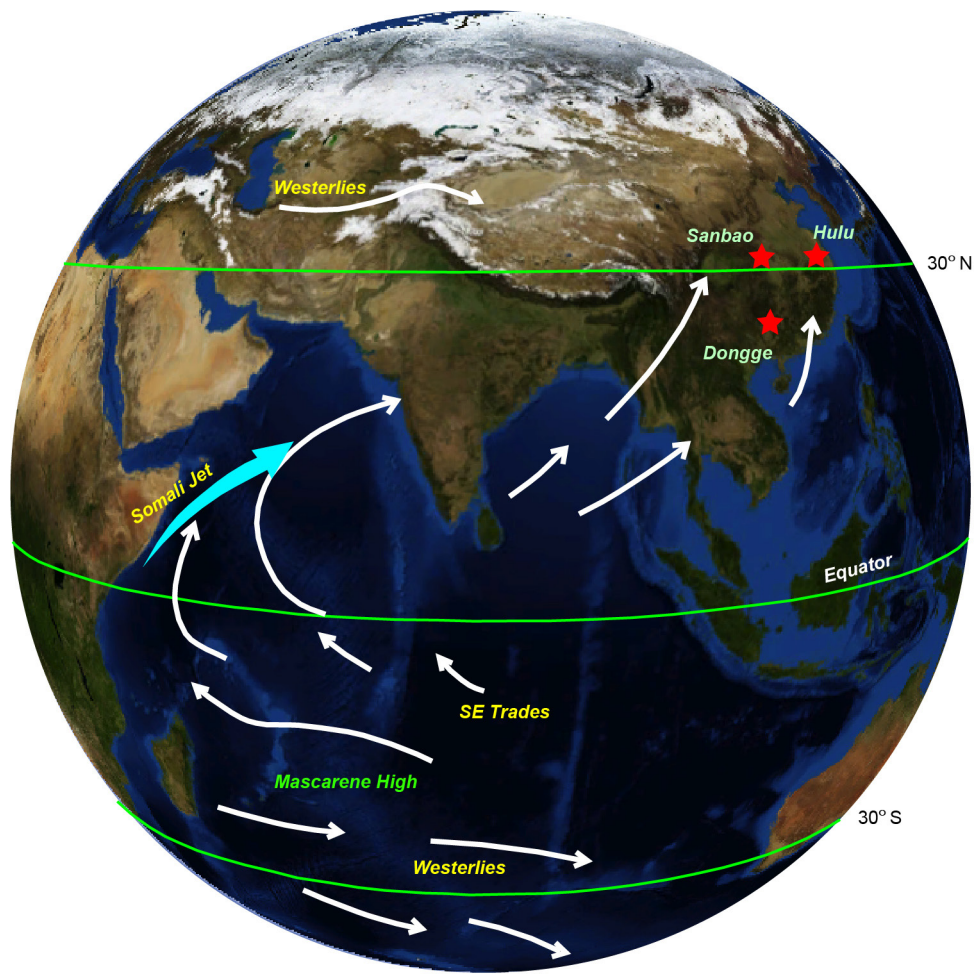 Westerlies
Sanbao
Hulu
30° N
Dongge
Somali Jet
Equator
SE Trades
Mascarene High
30° S
Westerlies